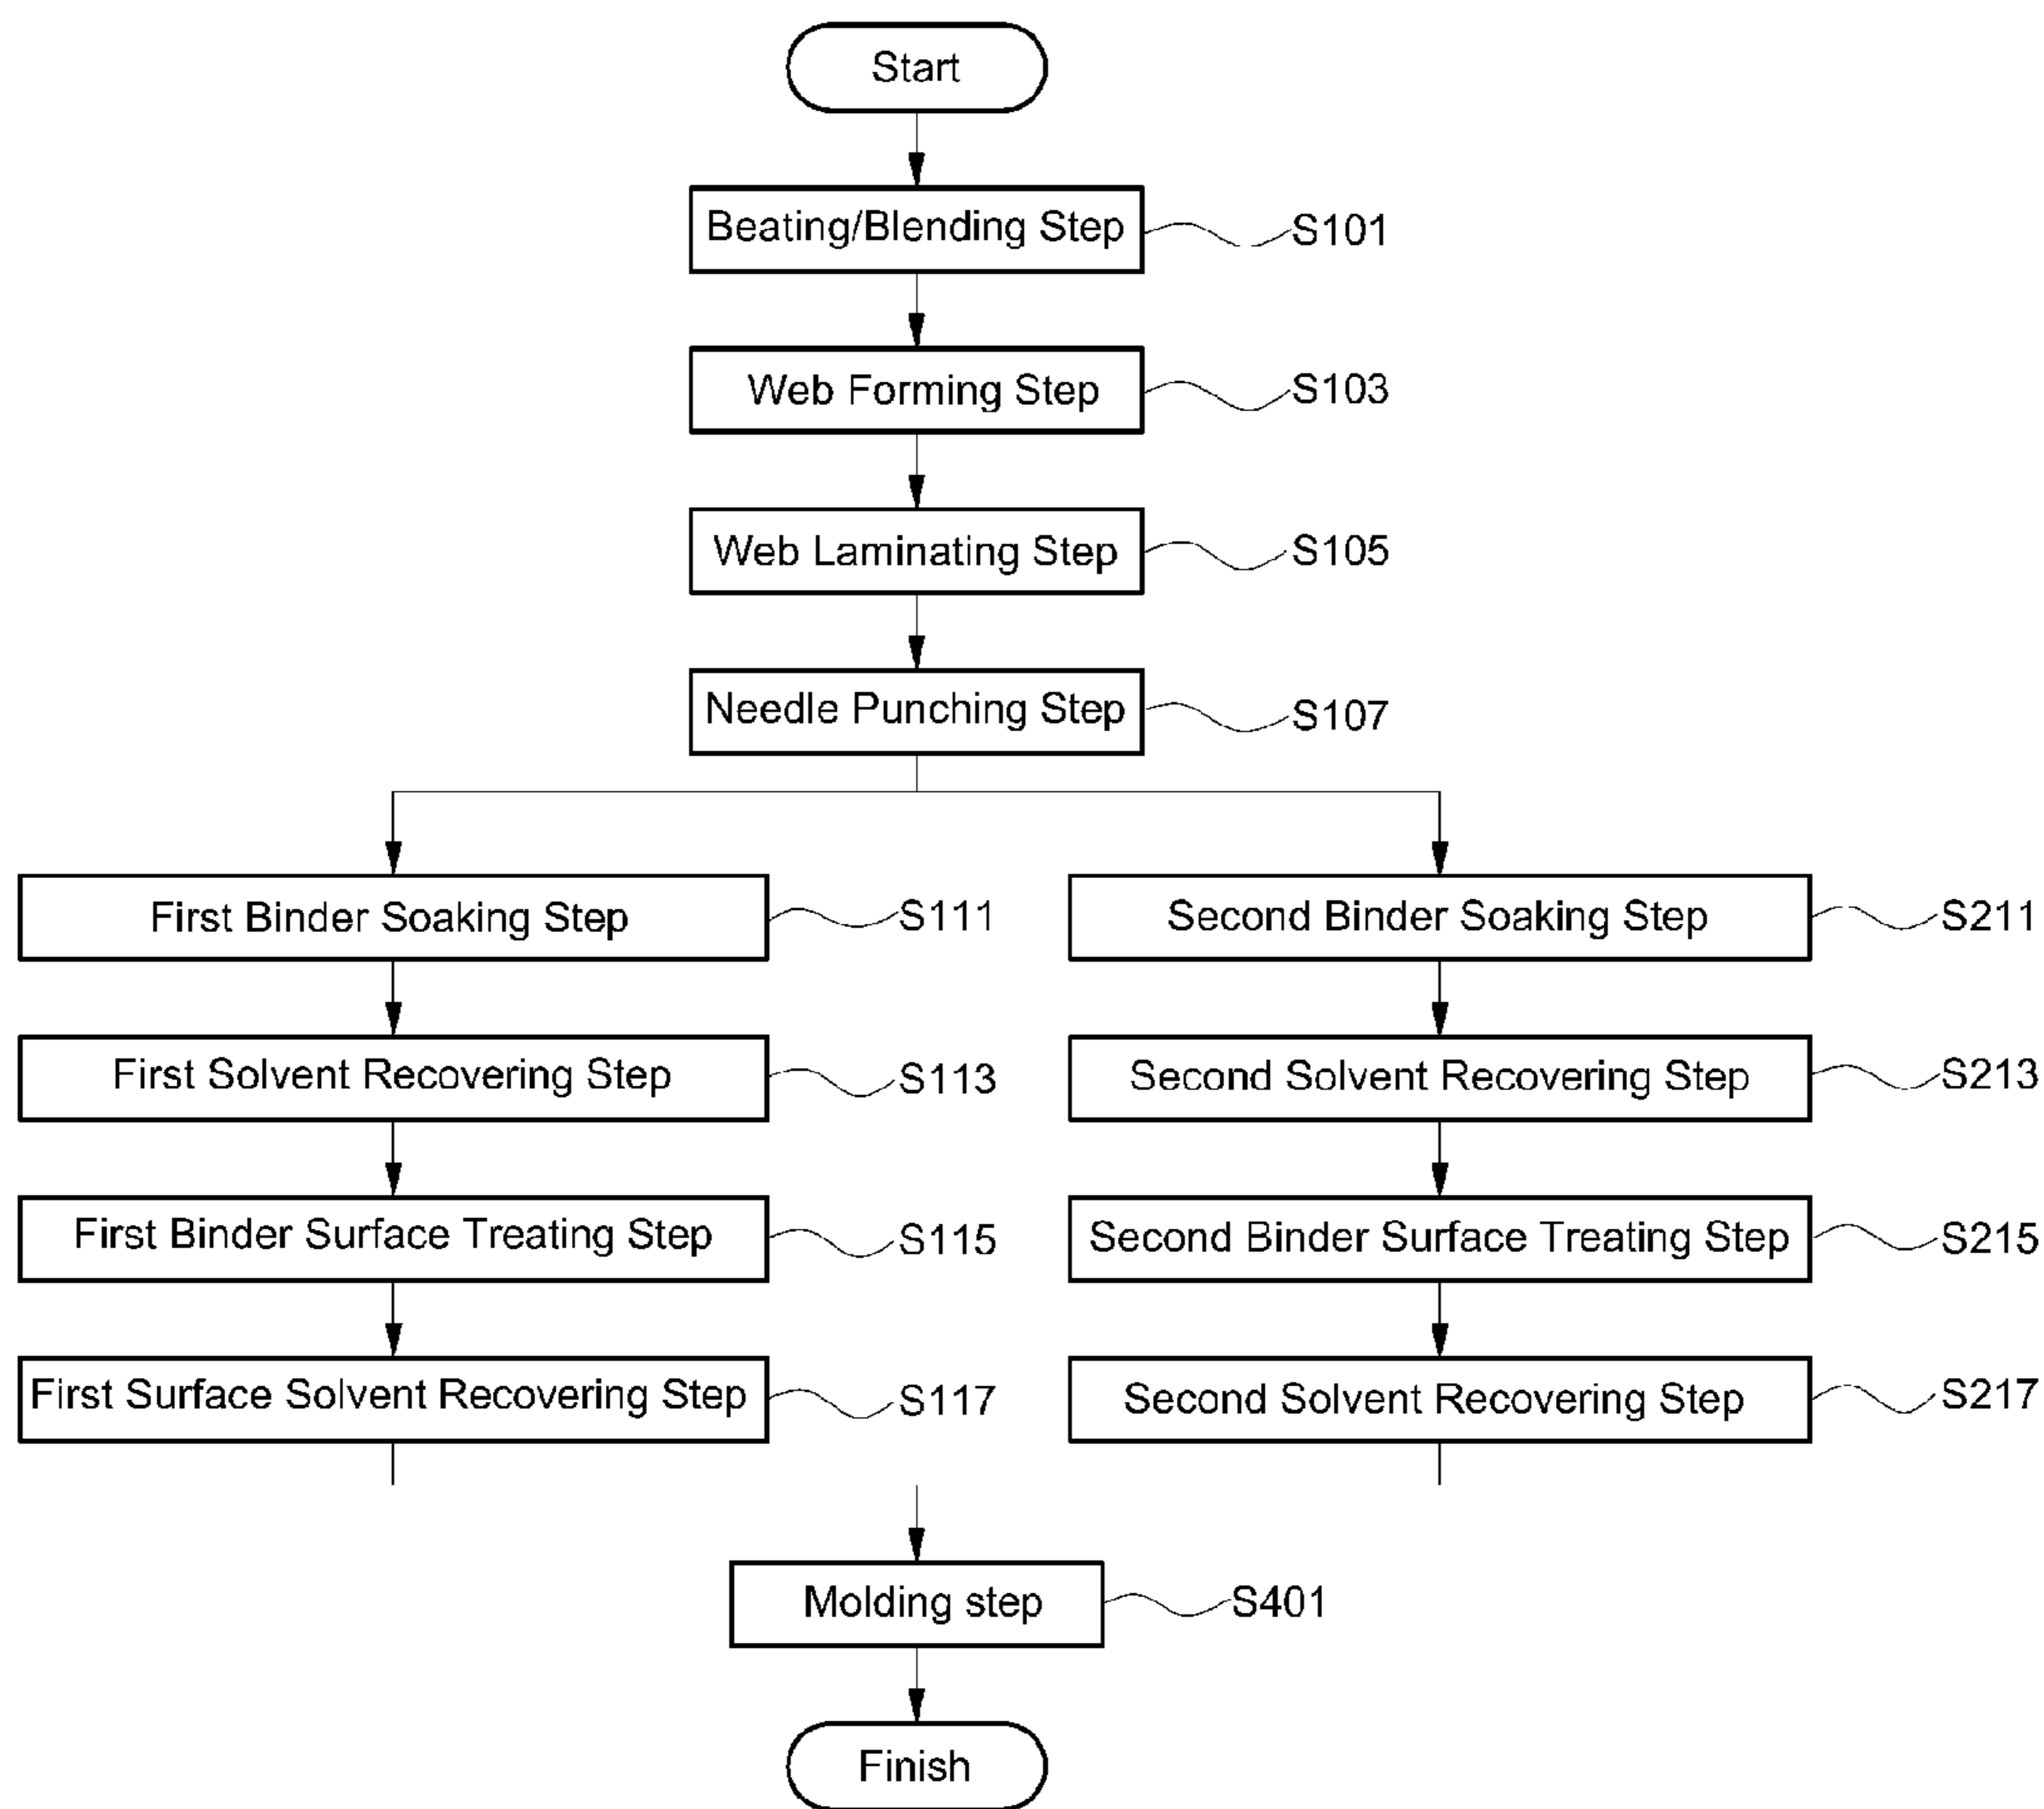 Start
Beating/Blending Step
S101
Web Forming Step
S103
Web Laminating Step
S105
Needle Punching Step
S107
First Binder Soaking Step
S111
Second Binder Soaking Step
S211
First Solvent Recovering Step
S113
Second Solvent Recovering Step
S213
First Binder Surface Treating Step
S115
Second Binder Surface Treating Step
S215
First Surface Solvent Recovering Step
S117
Second Solvent Recovering Step
S217
Molding step
S401
Finish